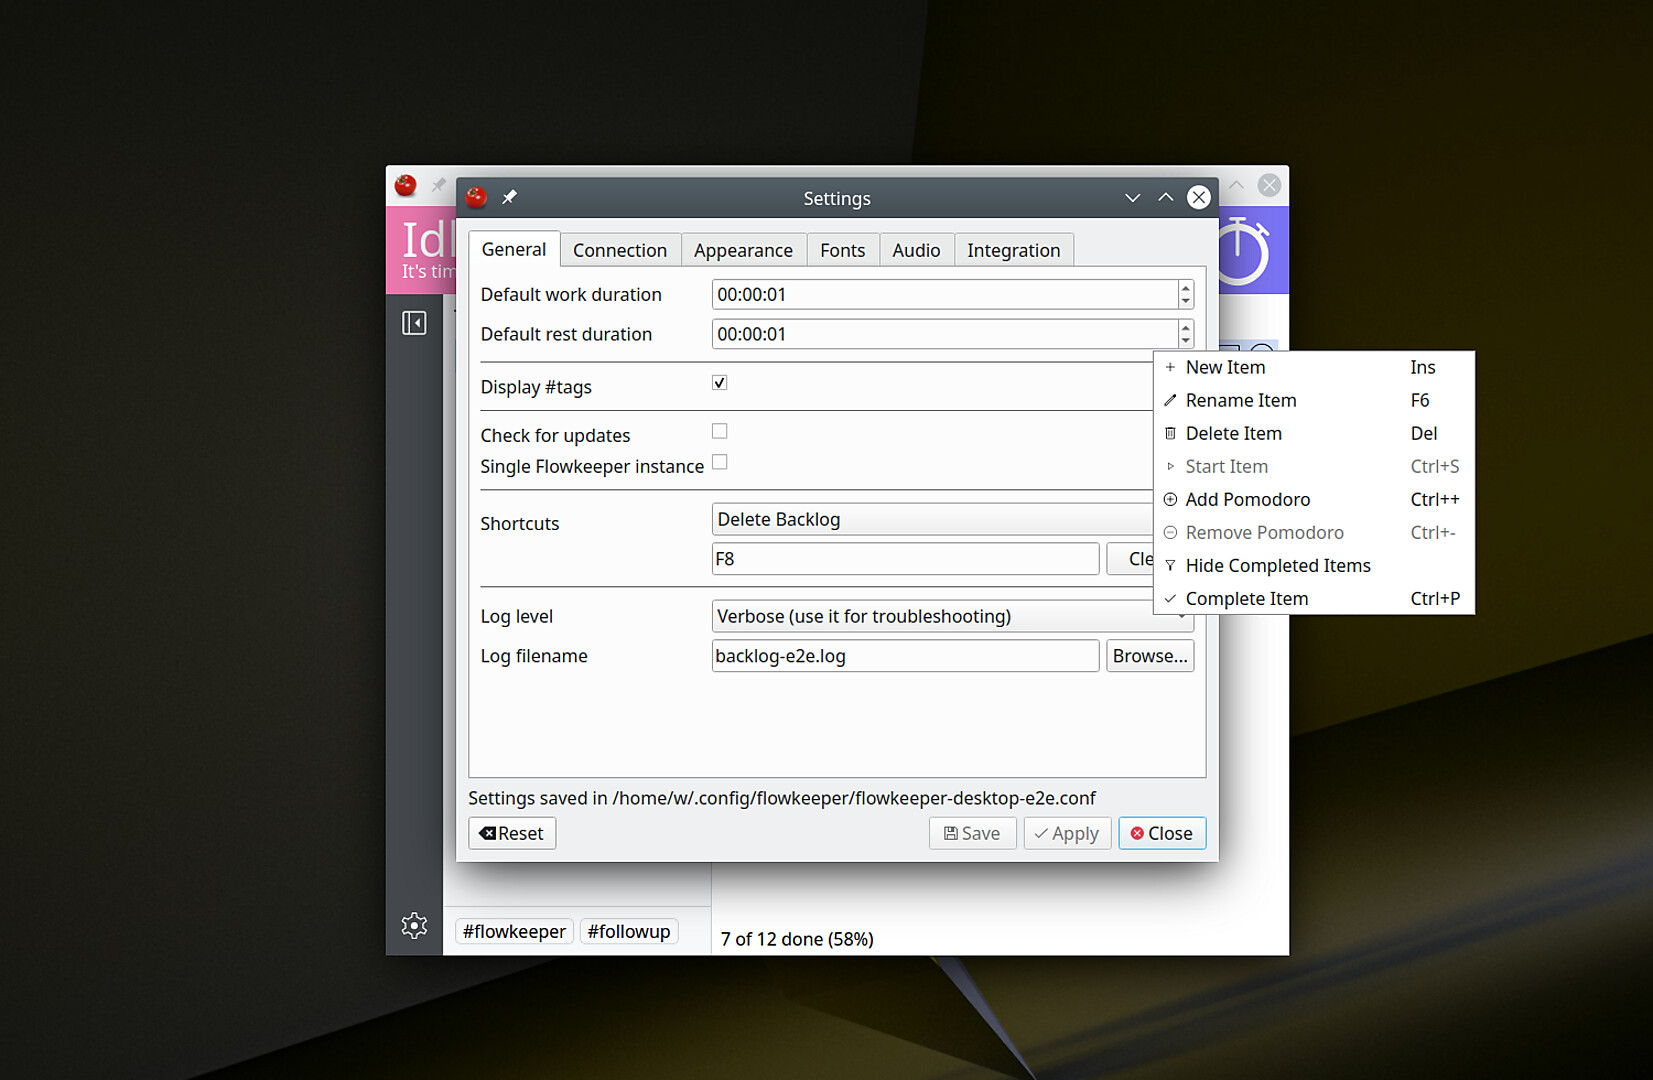 Settings
Idl
It's tim
General Connection Appearance Fonts Audio Integration
Default work duration 00:00:01
Default rest duration 00:00:01
Display #tags
Check for updates
Single Flowkeeper instance
Shortcuts Delete Backlog
F8 Cle
Log level Verbose (use it for troubleshooting)
Log filename backlog-e2e.log Browse...
Settings saved in /home/w/.config/flowkeeper/flowkeeper-desktop-e2e.conf
Reset Save Apply Close
New Item Ins
Rename Item F6
Delete Item Del
Start Item Ctrl+S
Add Pomodoro Ctrl++
Remove Pomodoro Ctrl+-
Hide Completed Items
Complete Item Ctrl+P
#flowkeeper #followup
7 of 12 done (58%)